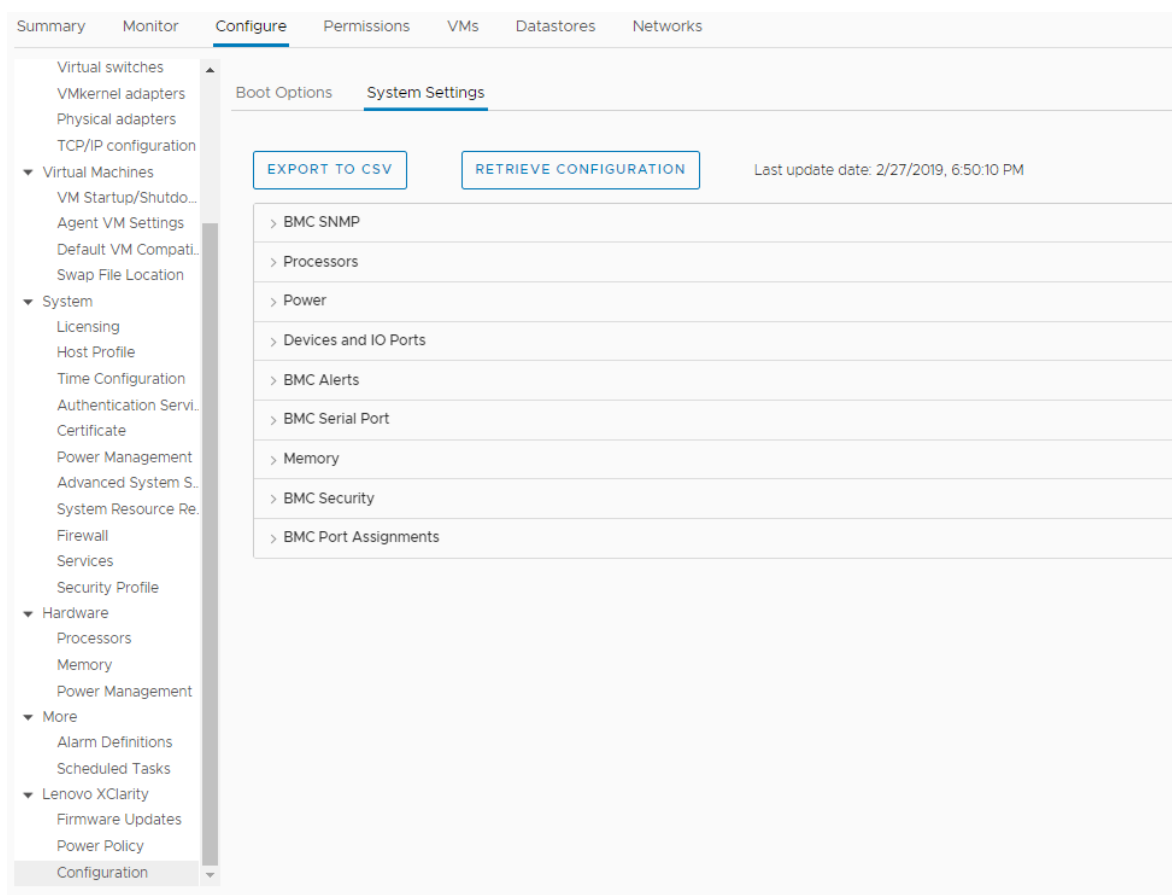 Summary Monitor Configure Permissions VMs Datastores Networks
Virtual switches
VMkernel adapters
Physical adapters
TCP/IP configuration
Virtual Machines
VM Startup/Shutdo...
Agent VM Settings
Default VM Compati..
Swap File Location
System
Licensing
Host Profile
Time Configuration
Authentication Servi..
Certificate
Power Management
Advanced System S..
System Resource Re.
Firewall
Services
Security Profile
Hardware
Processors
Memory
Power Management
More
Alarm Definitions
Scheduled Tasks
Lenovo XClarity
Firmware Updates
Power Policy
Configuration
Boot Options System Settings
EXPORT TO CSV RETRIEVE CONFIGURATION Last update date: 2/27/2019, 6:50:10 PM
BMC SNMP
Processors
Power
Devices and IO Ports
BMC Alerts
BMC Serial Port
Memory
BMC Security
BMC Port Assignments